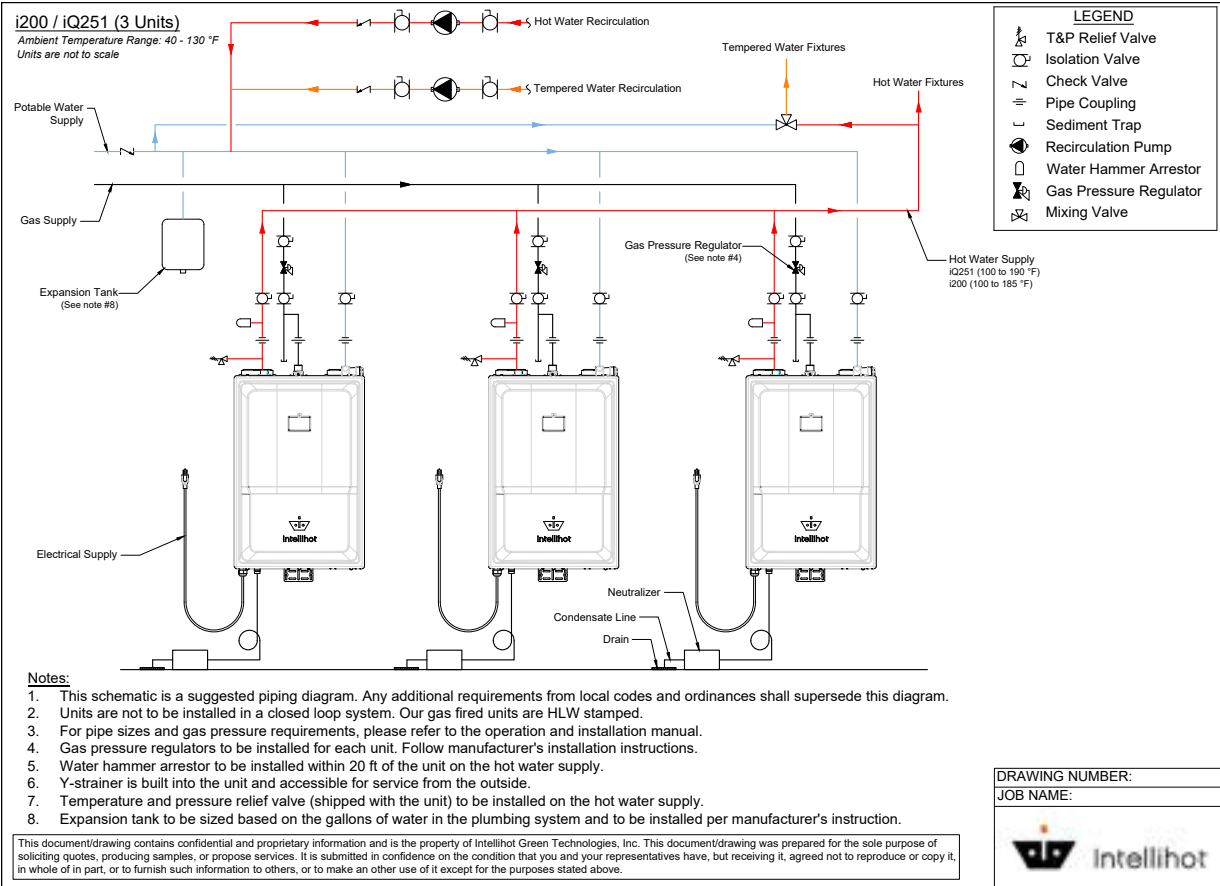 i200 / iQ251 (3 Units)
Ambient Temperature Range: 40 - 130 °F
Units are not to scale
Hot Water Recirculation
Tempered Water Recirculation
Tempered Water Fixtures
Hot Water Fixtures
Potable Water
Supply
Gas Supply
Expansion Tank
(See note #8)
Gas Pressure Regulator
(See note #4)
Hot Water Supply
iQ251 (100 to 190 °F)
i200 (100 to 185 °F)
LEGEND
T&P Relief Valve
Isolation Valve
Check Valve
Pipe Coupling
Sediment Trap
Recirculation Pump
Water Hammer Arrestor
Gas Pressure Regulator
Mixing Valve
Intellihot
Intellihot
Intellihot
Electrical Supply
Neutralizer
Condensate Line
Drain
Notes:
1. This schematic is a suggested piping diagram. Any additional requirements from local codes and ordinances shall supersede this diagram.
2. Units are not to be installed in a closed loop system. Our gas fired units are HLW stamped.
3. For pipe sizes and gas pressure requirements, please refer to the operation and installation manual.
4. Gas pressure regulators to be installed for each unit. Follow manufacturer's installation instructions.
5. Water hammer arrestor to be installed within 20 ft of the unit on the hot water supply.
6. Y-strainer is built into the unit and accessible for service from the outside.
7. Temperature and pressure relief valve (shipped with the unit) to be installed on the hot water supply.
8. Expansion tank to be sized based on the gallons of water in the plumbing system and to be installed per manufacturer's instruction.
This document/drawing contains confidential and proprietary information and is the property of Intellihot Green Technologies, Inc. This document/drawing was prepared for the sole purpose of
soliciting quotes, producing samples, or propose services. It is submitted in confidence on the condition that you and your representatives have, but receiving it, agreed not to reproduce or copy it,
in whole of in part, or to furnish such information to others, or to make an other use of it except for the purposes stated above.
DRAWING NUMBER:
JOB NAME:
Intellihot